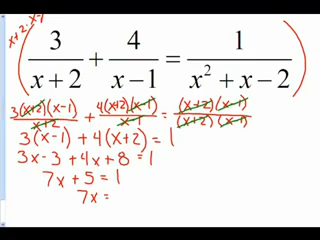 x+2 · x-1
( 3/(x+2) + 4/(x-1) = 1/(x² + x - 2) )
3(x+2)(x-1)/(x+2) + 4(x+2)(x-1)/(x-1) = (x+2)(x-1)/((x+2)(x-1))
3(x-1) + 4(x+2) = 1
3x-3 + 4x+8 = 1
7x + 5 = 1
7x =